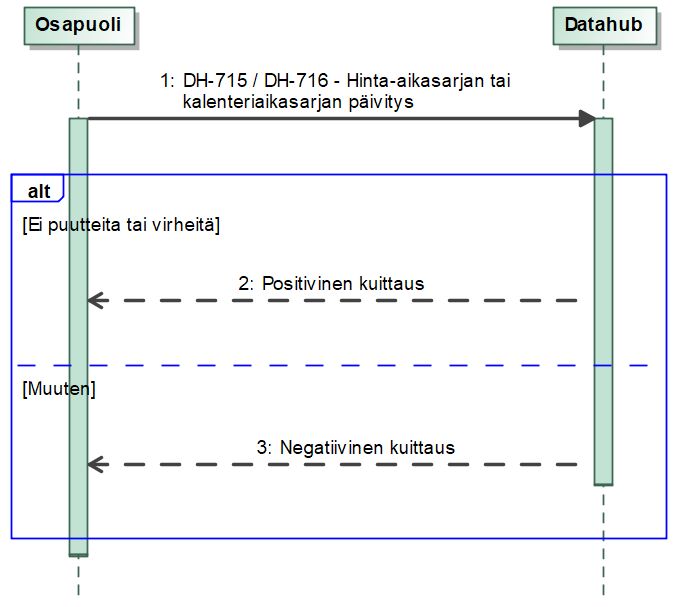 Osapuoli
Datahub
1: DH-715 / DH-716 - Hinta-aikasarjan tai
kalenteriaikasarjan päivitys
alt
[Ei puutteita tai virheitä]
2: Positivinen kuittaus
[Muuten]
3: Negatiivinen kuittaus